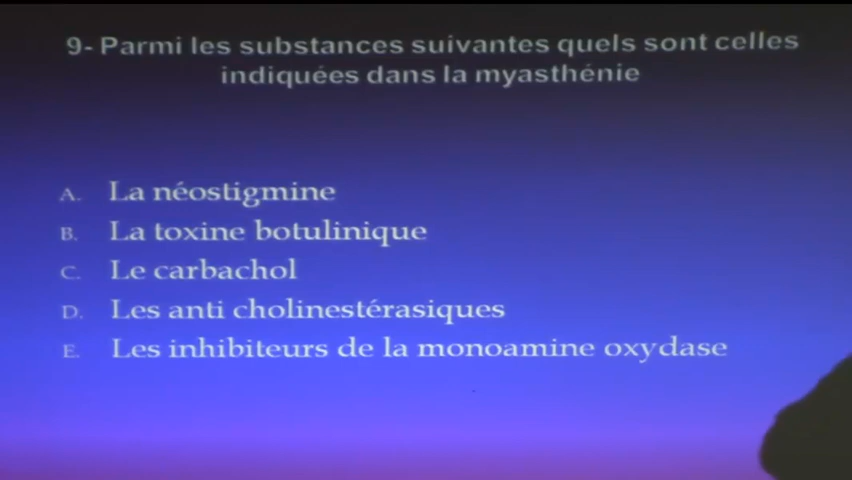 9- Parmi les substances suivantes quels sont celles
indiquées dans la myasthénie
A. La néostigmine
B. La toxine botulinique
C. Le carbachol
D. Les anti cholinestérasiques
E. Les inhibiteurs de la monoamine oxydase